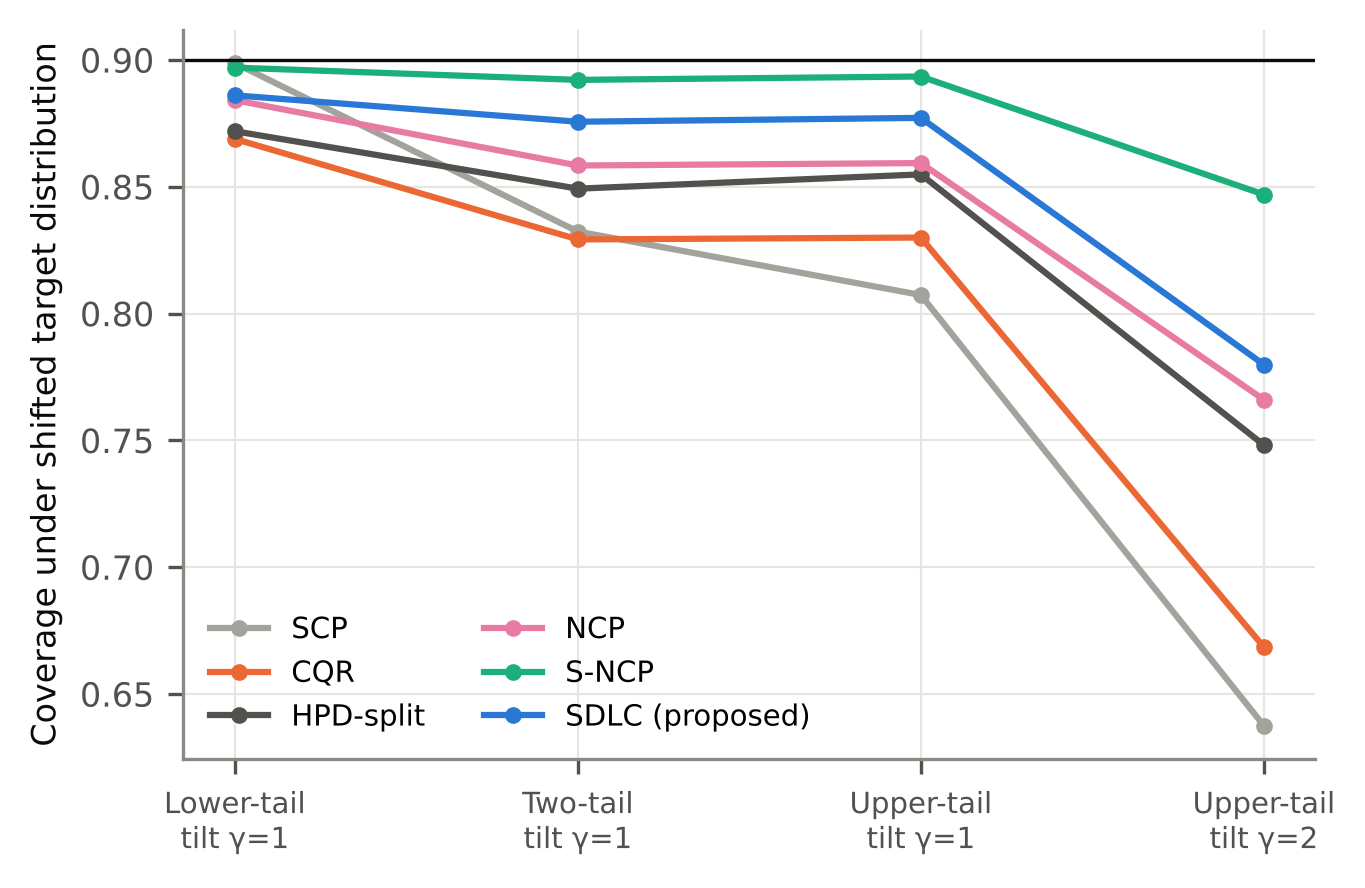 Coverage under shifted target distribution
0.90
0.85
0.80
0.75
0.70
0.65
SCP
CQR
HPD-split
NCP
S-NCP
SDLC (proposed)
Lower-tail
tilt γ=1
Two-tail
tilt γ=1
Upper-tail
tilt γ=1
Upper-tail
tilt γ=2